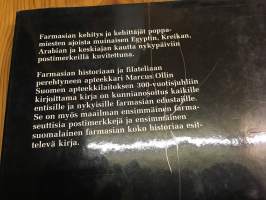 Farmasian kehitys ja kehittäjät poppa-
miesten ajoista muinaisen Egyptin, Kreikan,
Arabian ja keskiajan kautta nykypäiviin
postimerkeillä kuvitettuna.
Farmasian historiaan ja filateliaan
perehtyneen apteekkari Marcus Ollin
Suomen apteekkilaitoksen 300-vuotisjuhliin
kirjoittama kirja on kunnianosoitus kaikille
entisille ja nykyisille farmasian edustajille.
Se on myös maailman ensimmäinen farma-
seuttisia postimerkkejä ja ensimmäinen
suomalainen farmasian koko historiaa esit-
televä kirja.